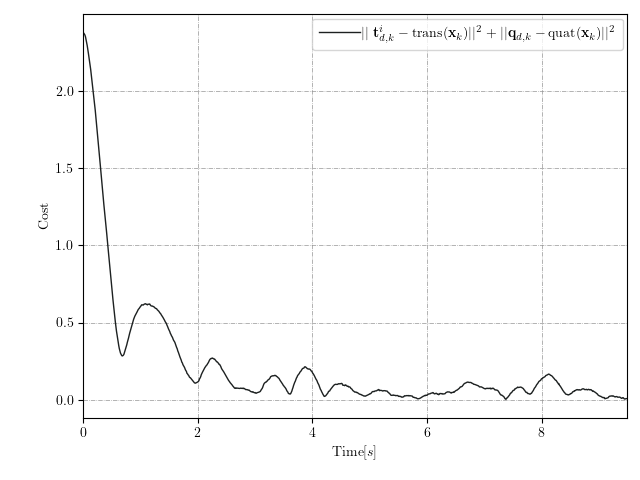 || t^i_{d,k} − trans(x_k)||^2 + ||q_{d,k} − quat(x_k)||^2
2.0
1.5
1.0
0.5
0.0
Cost
0 2 4 6 8
Time[s]